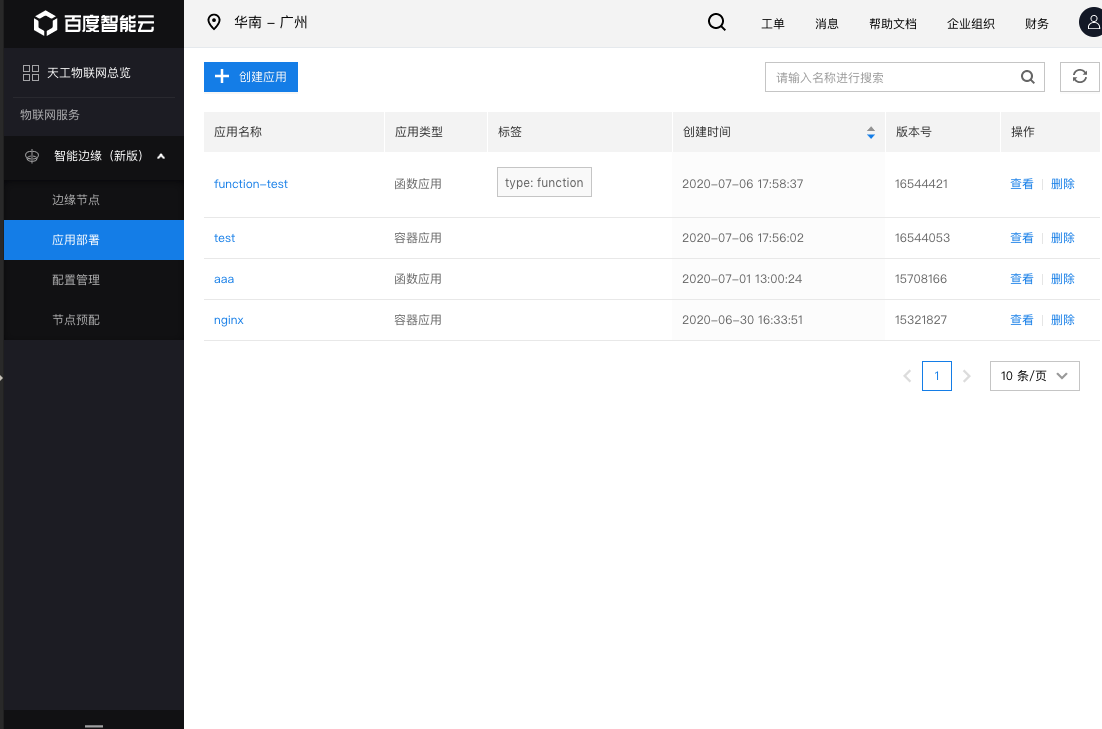 百度智能云
华南 – 广州
工单
消息
帮助文档
企业组织
财务
天工物联网总览
物联网服务
智能边缘（新版）
边缘节点
应用部署
配置管理
节点预配
创建应用
请输入名称进行搜索
应用名称 应用类型 标签 创建时间 版本号 操作
function-test 函数应用 type: function 2020-07-06 17:58:37 16544421 查看 删除
test 容器应用 2020-07-06 17:56:02 16544053 查看 删除
aaa 函数应用 2020-07-01 13:00:24 15708166 查看 删除
nginx 容器应用 2020-06-30 16:33:51 15321827 查看 删除
1
10 条/页